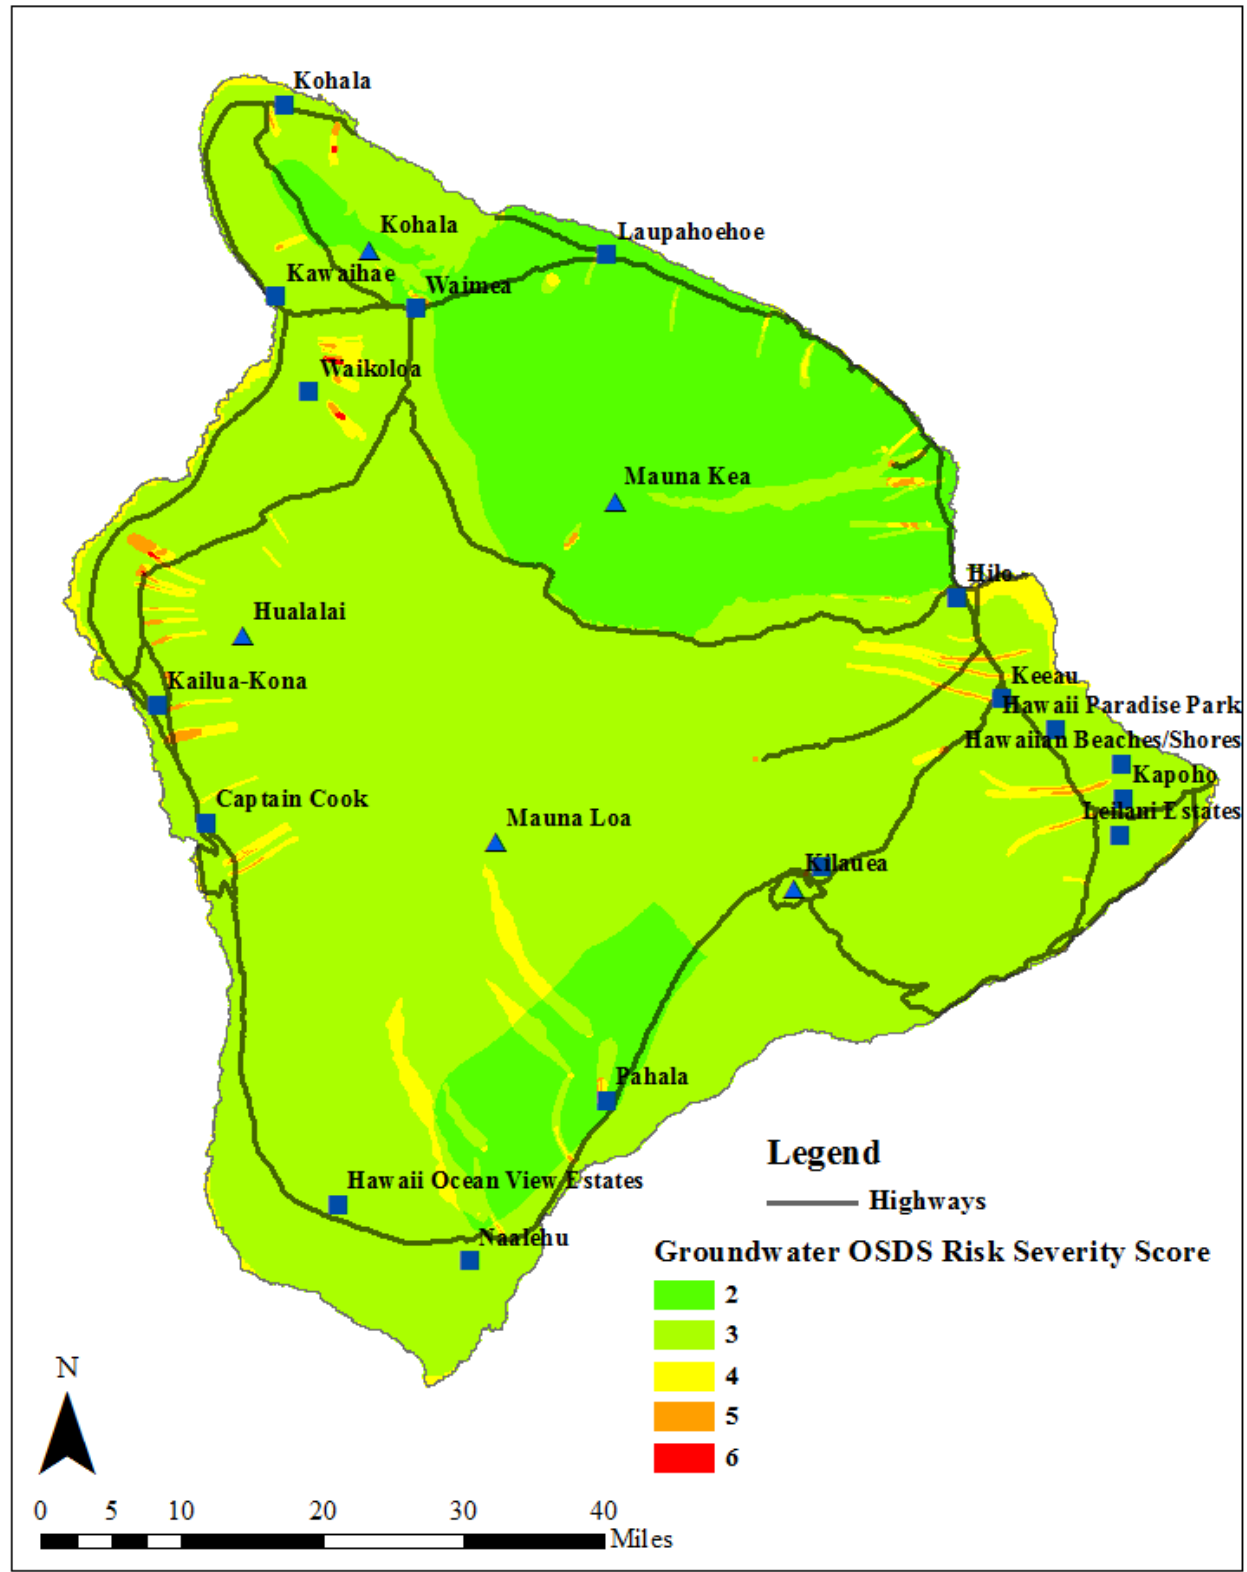 Kohala
Kohala
Laupahoehoe
Kawaihae
Waimea
Waikoloa
Mauna Kea
Hilo
Hualalai
Kailua-Kona
Keeau
Hawaii Paradise Park
Hawaiian Beaches/Shores
Kapoho
Captain Cook
Leilani Estates
Mauna Loa
Kilauea
Pahala
Legend
Hawaii Ocean View Estates
Highways
Naalehu
Groundwater OSDS Risk Severity Score
2
3
4
5
6
N
0 5 10 20 30 40
Miles